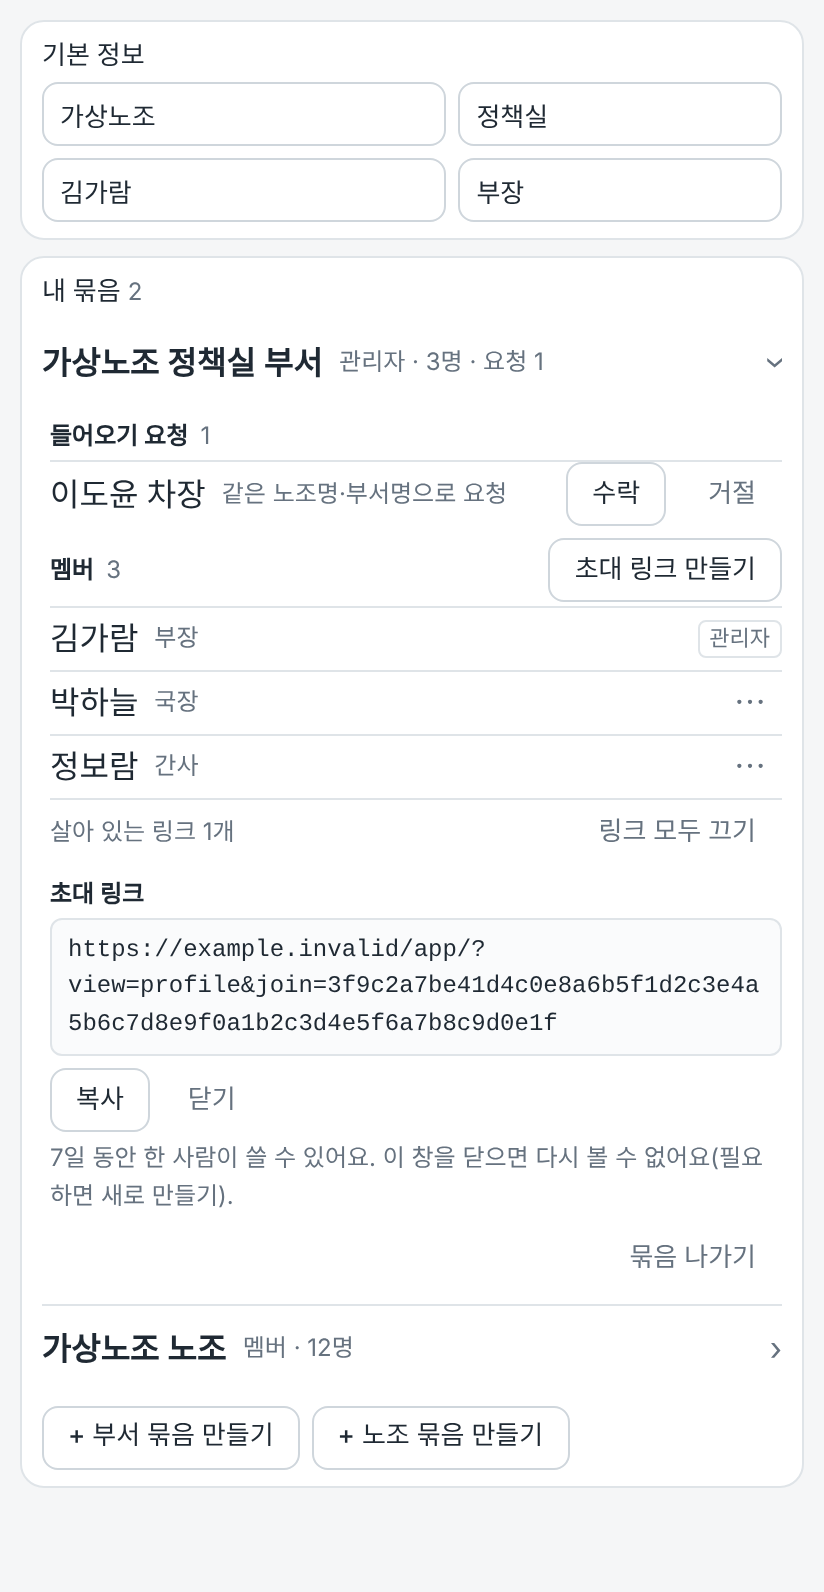 기본 정보
가상노조 정책실
김가람 부장
내 묶음 2
가상노조 정책실 부서 관리자 · 3명 · 요청 1
들어오기 요청 1
이도윤 차장 같은 노조명·부서명으로 요청 수락 거절
멤버 3 초대 링크 만들기
김가람 부장 관리자
박하늘 국장 ···
정보람 간사 ···
살아 있는 링크 1개 링크 모두 끄기
초대 링크
https://example.invalid/app/?
view=profile&join=3f9c2a7be41d4c0e8a6b5f1d2c3e4a
5b6c7d8e9f0a1b2c3d4e5f6a7b8c9d0e1f
복사 닫기
7일 동안 한 사람이 쓸 수 있어요. 이 창을 닫으면 다시 볼 수 없어요(필요
하면 새로 만들기).
묶음 나가기
가상노조 노조 멤버 · 12명
+ 부서 묶음 만들기 + 노조 묶음 만들기